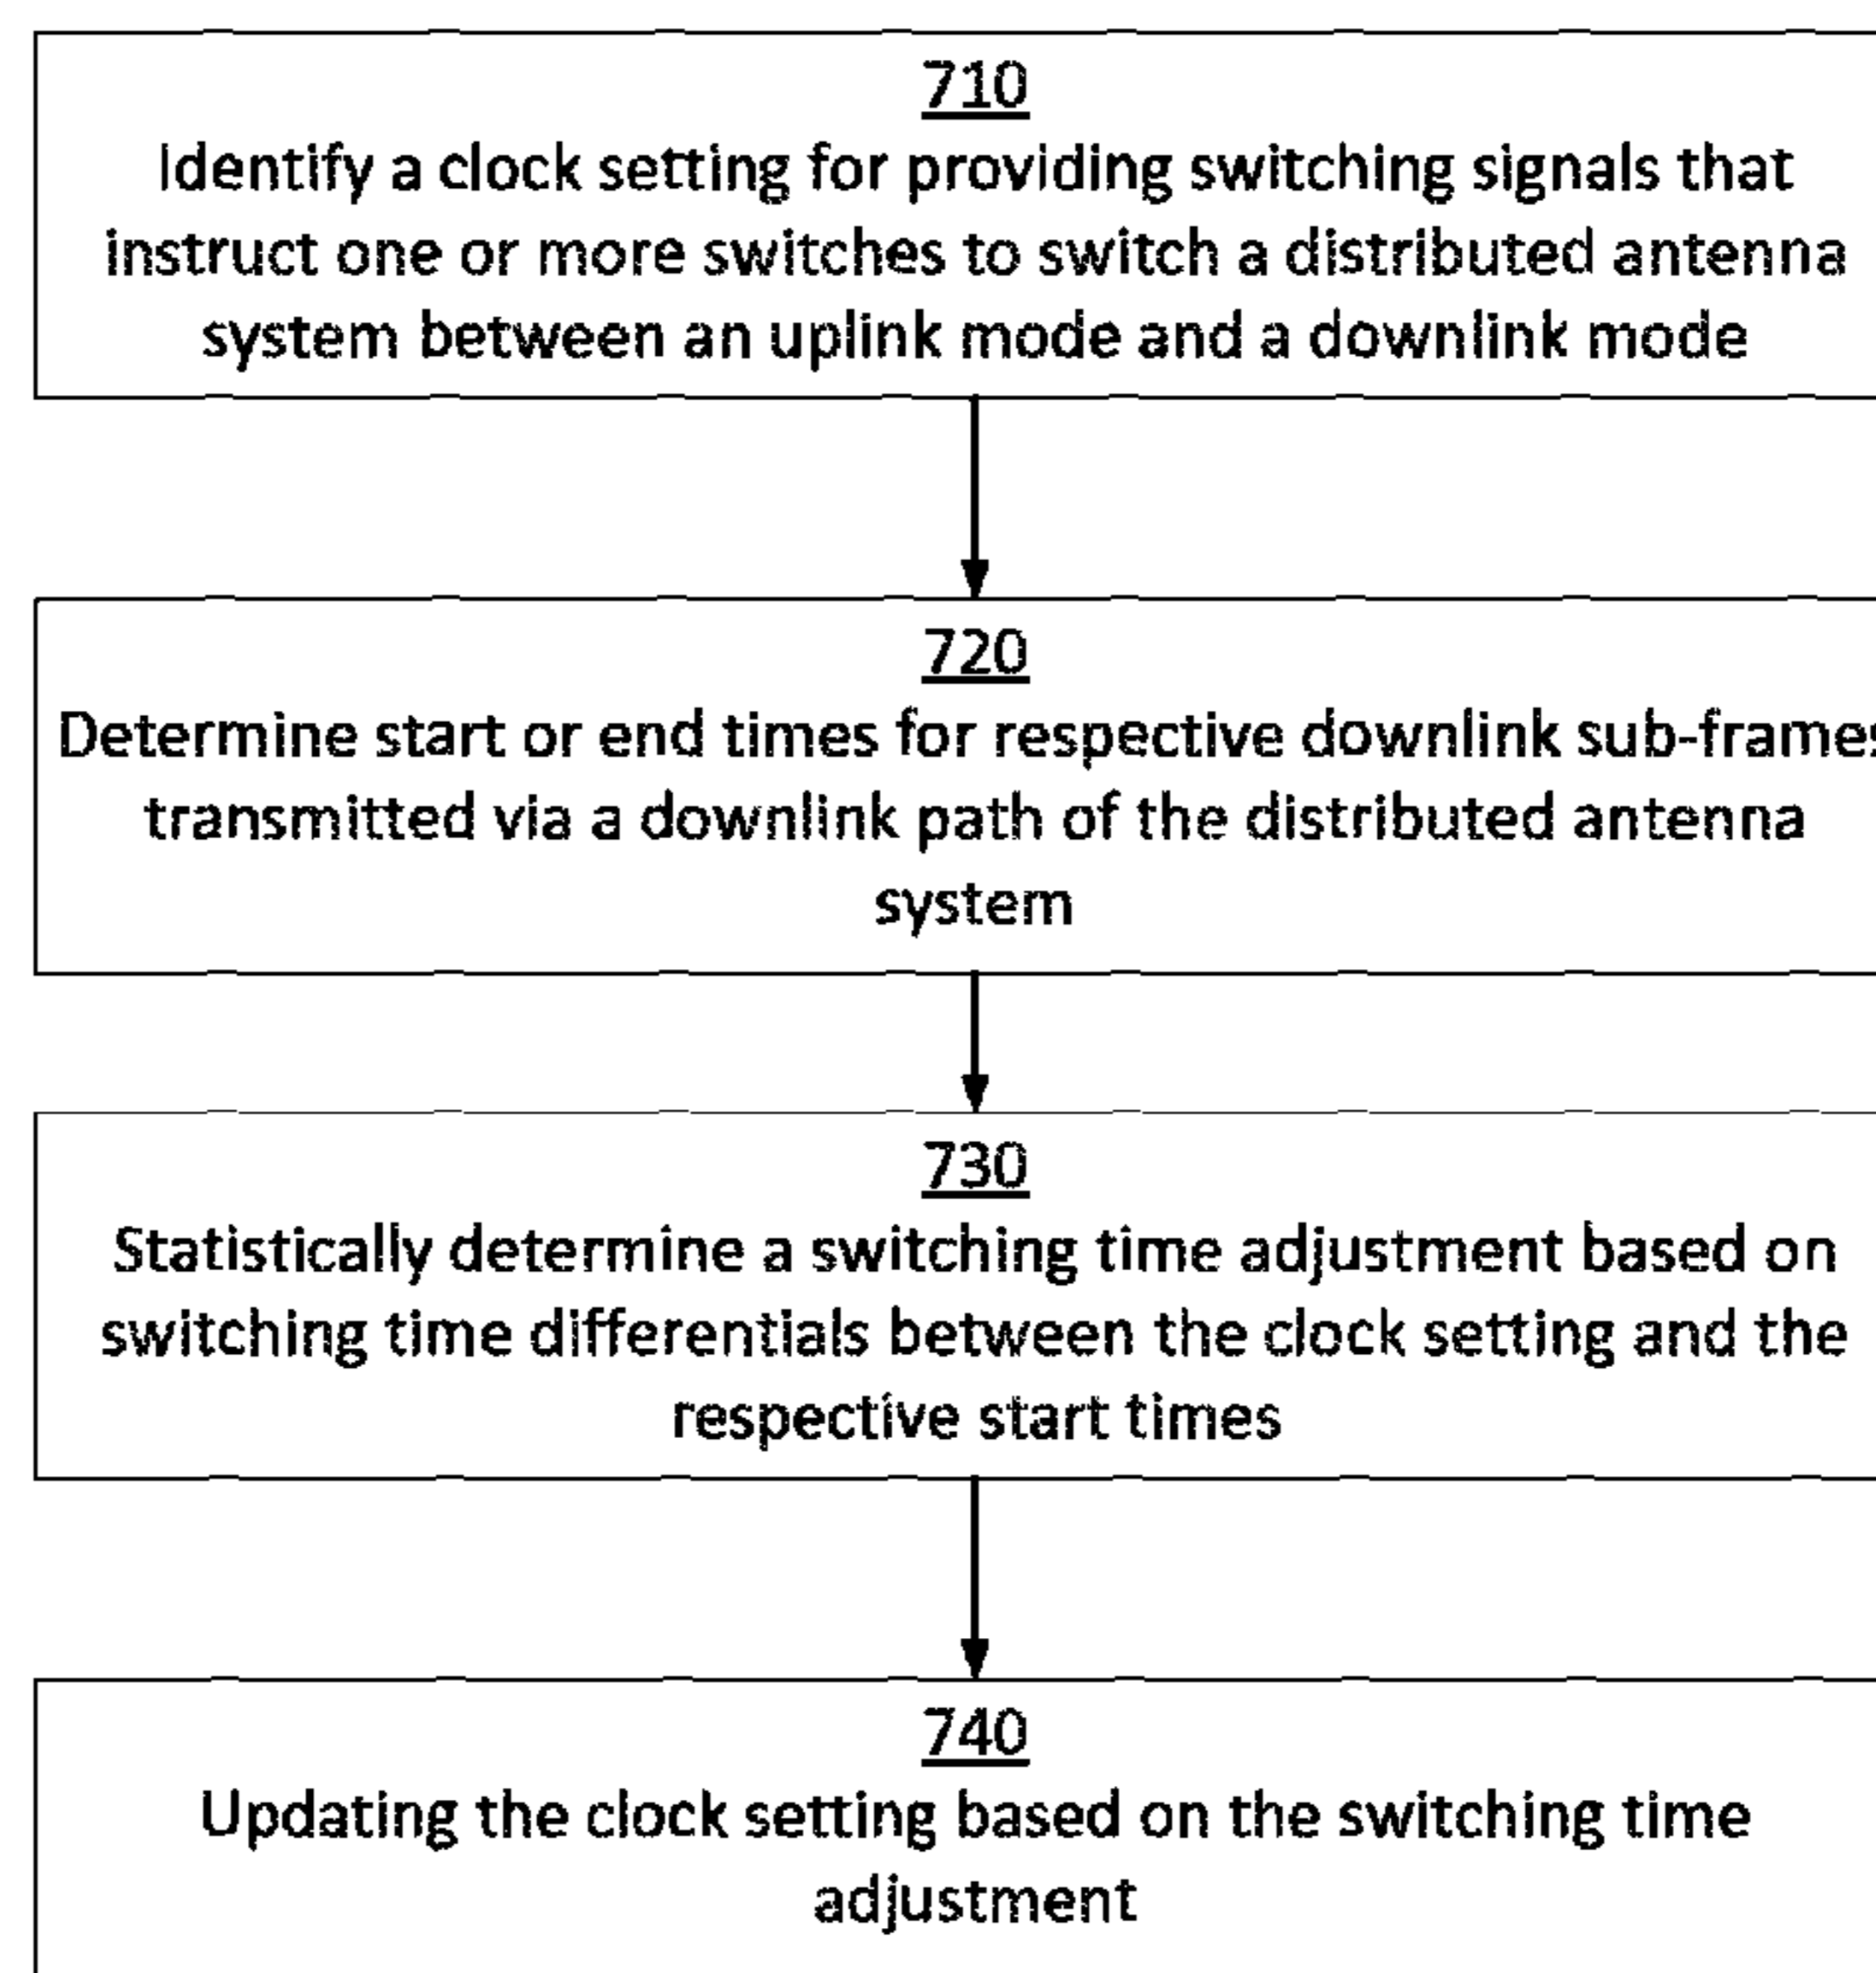 710
Identify a clock setting for providing switching signals that
instruct one or more switches to switch a distributed antenna
system between an uplink mode and a downlink mode
720
Determine start or end times for respective downlink sub-frames
transmitted via a downlink path of the distributed antenna
system
730
Statistically determine a switching time adjustment based on
switching time differentials between the clock setting and the
respective start times
740
Updating the clock setting based on the switching time
adjustment